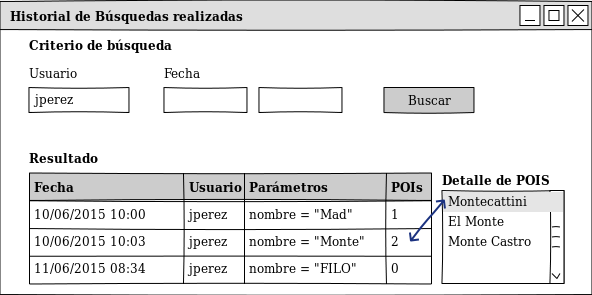 Historial de Búsquedas realizadas
Criterio de búsqueda
Usuario Fecha
jperez Buscar
Resultado
Fecha Usuario Parámetros POIs
10/06/2015 10:00 jperez nombre = "Mad" 1
10/06/2015 10:03 jperez nombre = "Monte" 2
11/06/2015 08:34 jperez nombre = "FILO" 0
Detalle de POIS
Montecattini
El Monte
Monte Castro